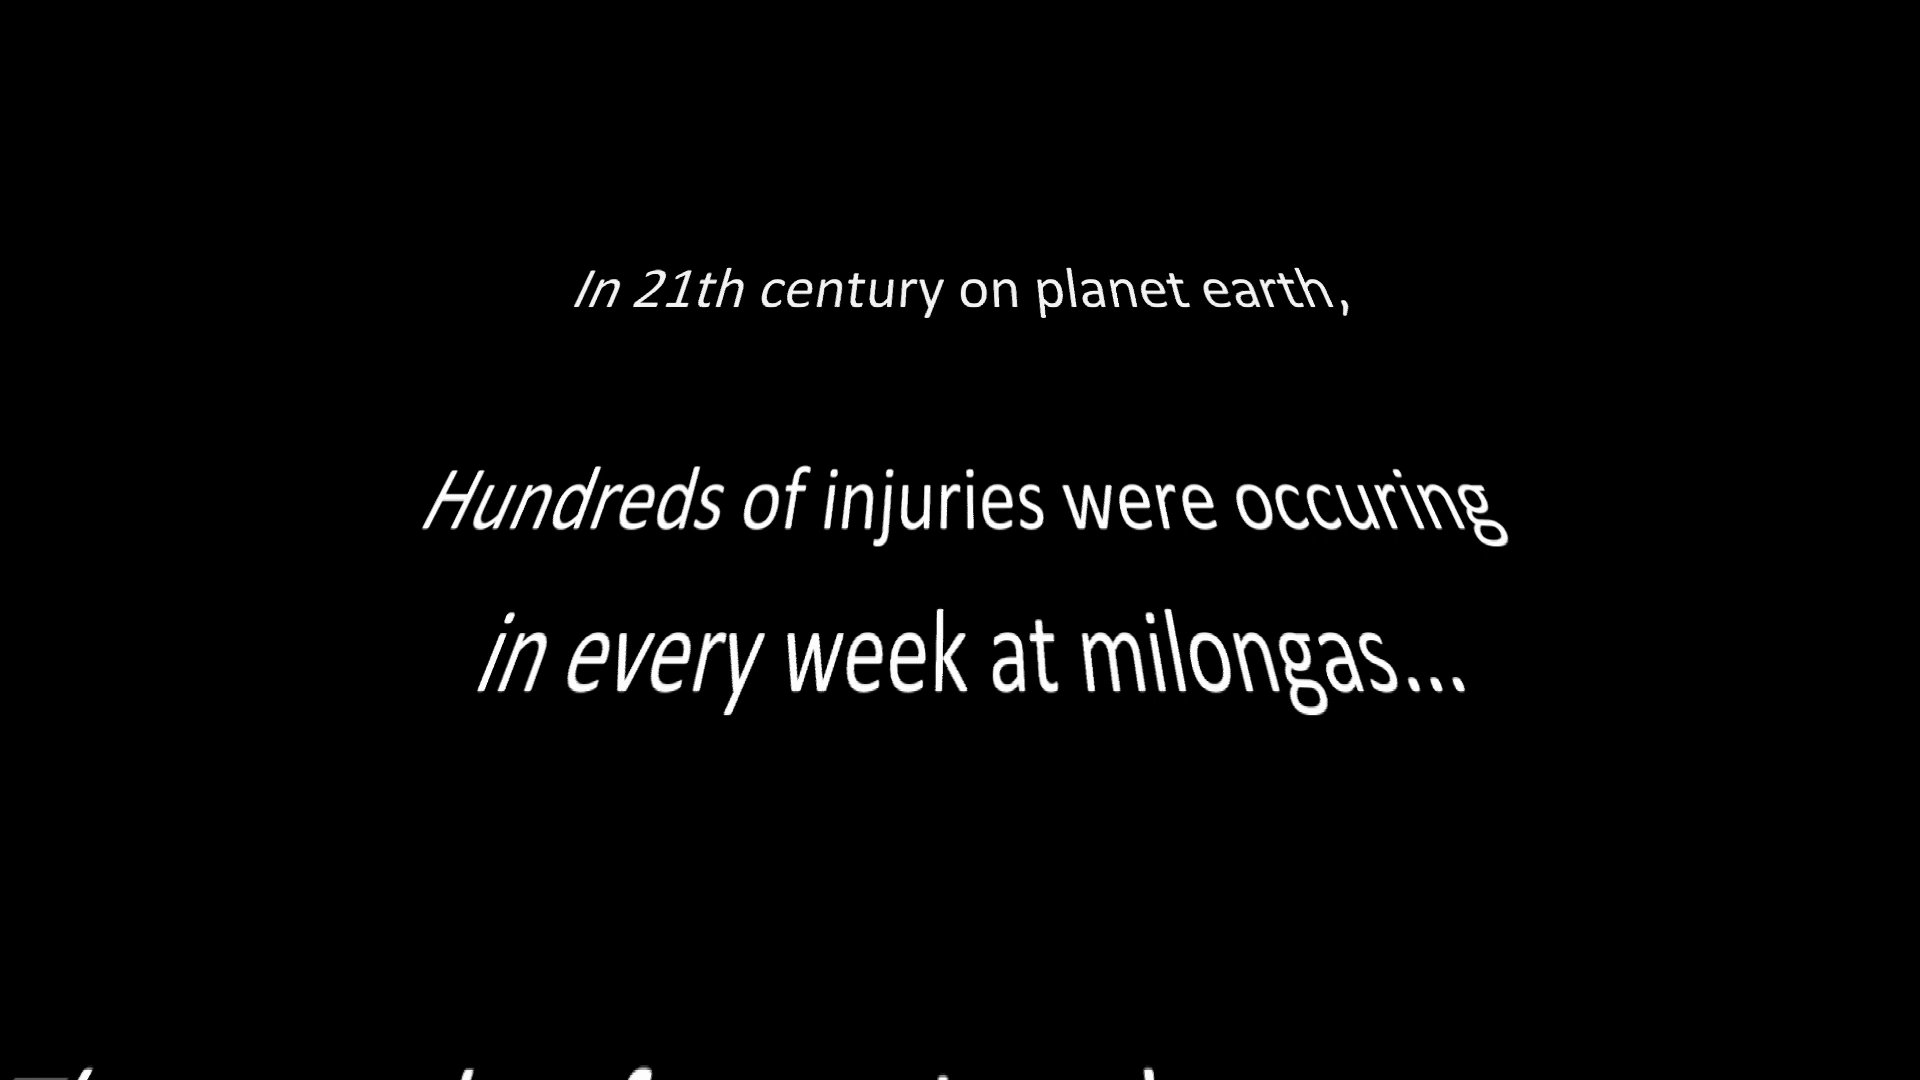 In 21th century on planet earth,
Hundreds of injuries were occuring
in every week at milongas...